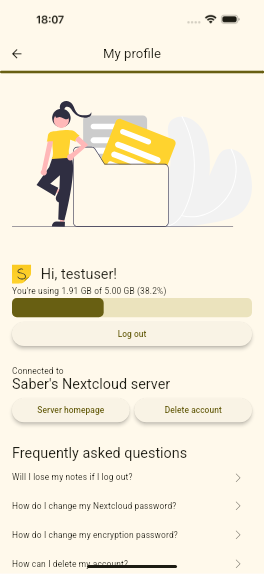 18:07
My profile
Hi, testuser!
You're using 1.91 GB of 5.00 GB (38.2%)
Log out
Connected to
Saber's Nextcloud server
Server homepage
Delete account
Frequently asked questions
Will I lose my notes if I log out?
How do I change my Nextcloud password?
How do I change my encryption password?
How can I delete my account?